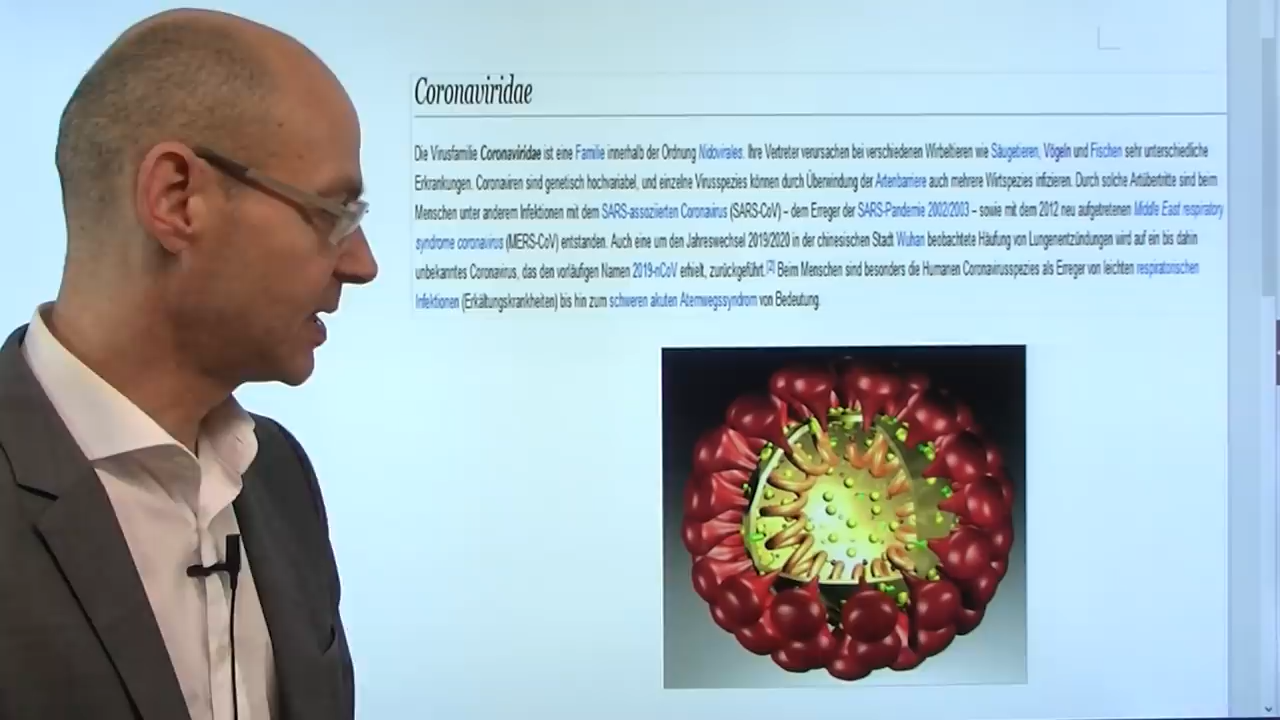 Coronaviridae
Die Virusfamilie Coronaviridae ist eine Familie innerhalb der Ordnung Nidovirales. Ihre Vertreter verursachen bei verschiedenen Wirbeltieren wie Säugetieren, Vögeln und Fischen sehr unterschiedliche
Erkrankungen. Coronaviren sind genetisch hochvariabel, und einzelne Virusspezies können durch Überwindung der Artenbarriere auch mehrere Wirtspezies infizieren. Durch solche Artübertritte sind beim
Menschen unter anderem Infektionen mit dem SARS-assoziierten Coronavirus (SARS-CoV) – dem Erreger der SARS-Pandemie 2002/2003 – sowie mit dem 2012 neu aufgetretenen Middle East respiratory
syndrome coronavirus (MERS-CoV) entstanden. Auch eine um den Jahreswechsel 2019/2020 in der chinesischen Stadt Wuhan beobachtete Häufung von Lungenentzündungen wird auf ein bis dahin
unbekanntes Coronavirus, das den vorläufigen Namen 2019-nCoV erhielt, zurückgeführt.[2] Beim Menschen sind besonders die Humanen Coronavirusspezies als Erreger von leichten respiratorischen
Infektionen (Erkältungskrankheiten) bis hin zum schweren akuten Atemwegssyndrom von Bedeutung.